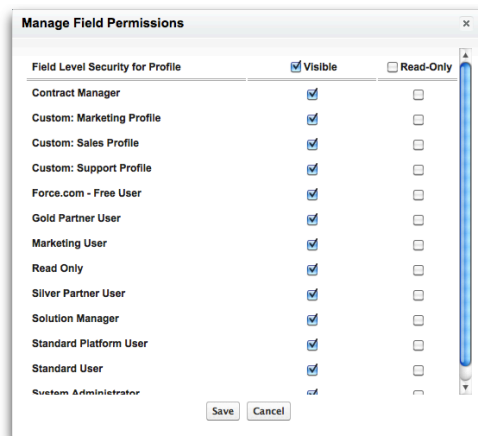 Manage Field Permissions ×
Field Level Security for Profile Visible Read-Only
Contract Manager
Custom: Marketing Profile
Custom: Sales Profile
Custom: Support Profile
Force.com - Free User
Gold Partner User
Marketing User
Read Only
Silver Partner User
Solution Manager
Standard Platform User
Standard User
System Administrator
Save Cancel